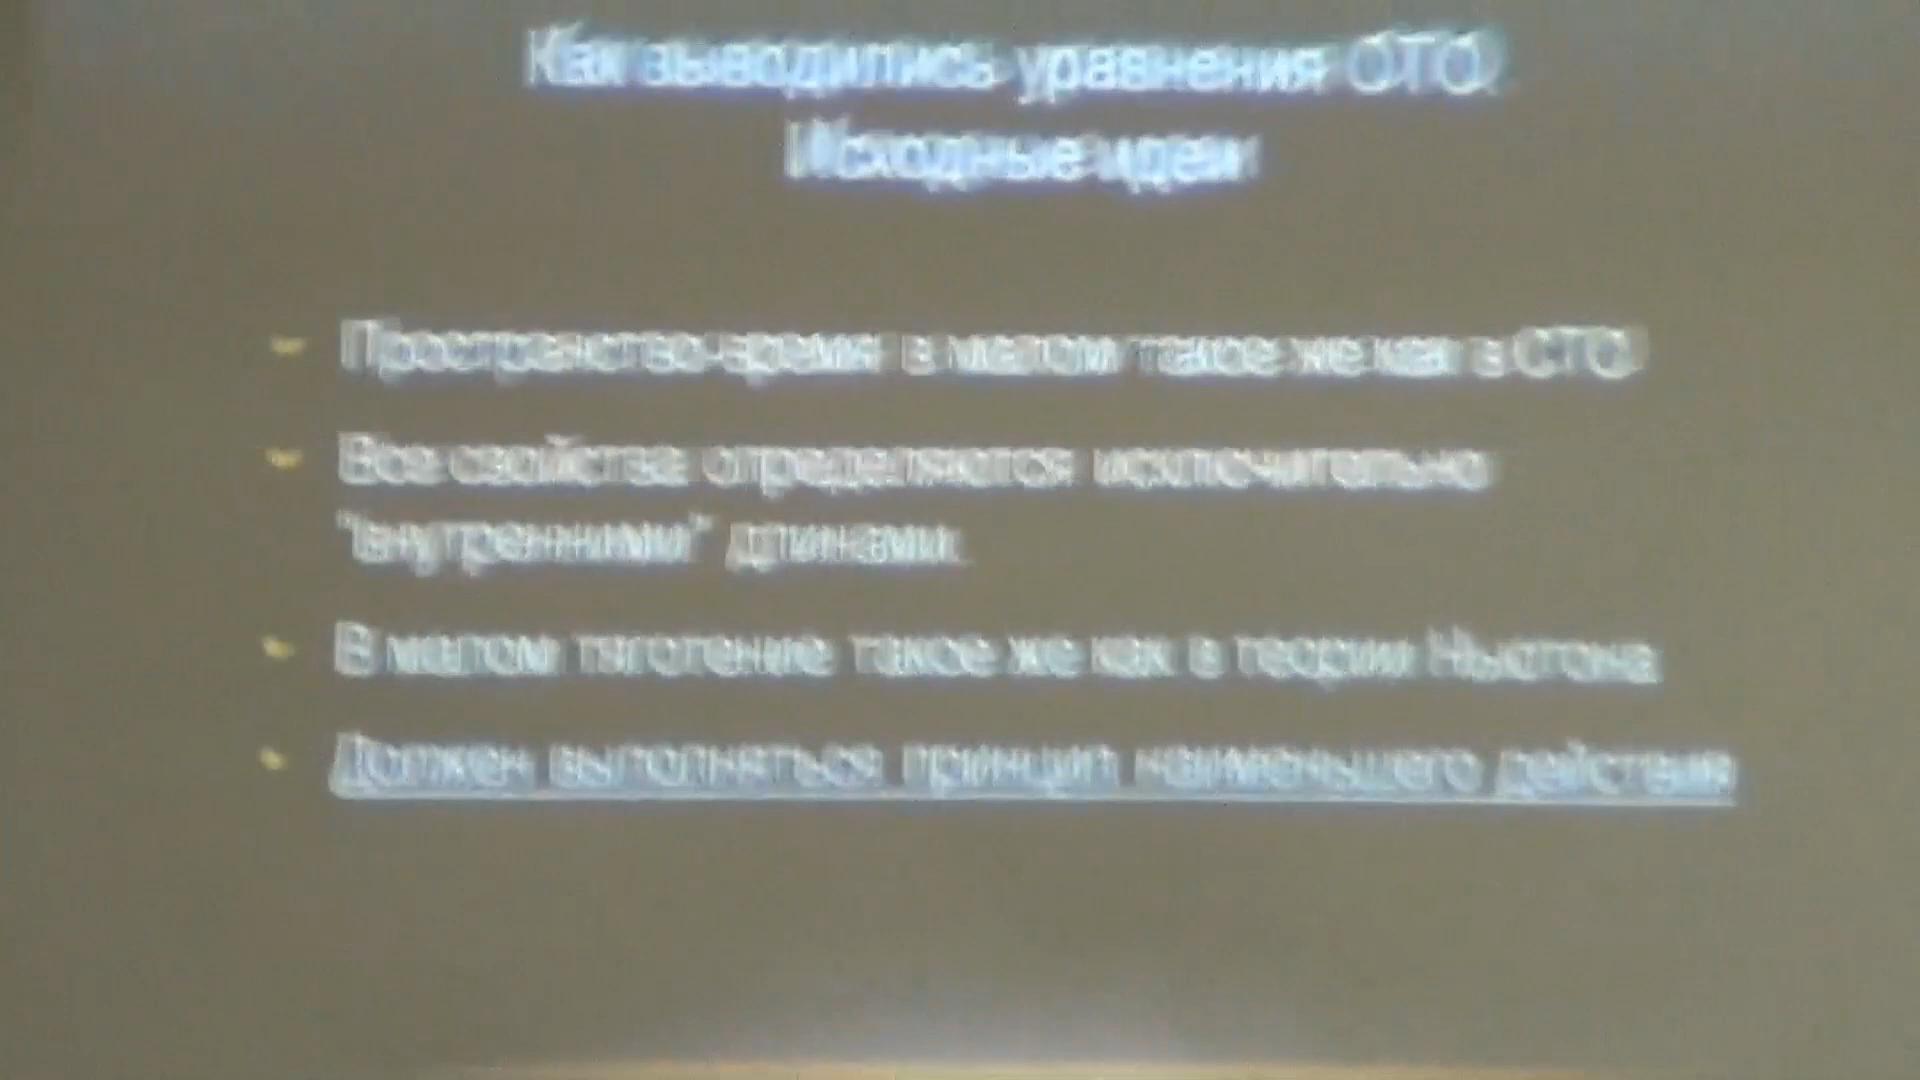 Как выводились уравнения ОТО.
Исходные идеи
Пространство-время в малом такое же как в СТО.
Все свойства определяются исключительно
"внутренними" длинами.
В малом тяготение такое же как в теории Ньютона
Должен выполняться принцип наименьшего действия